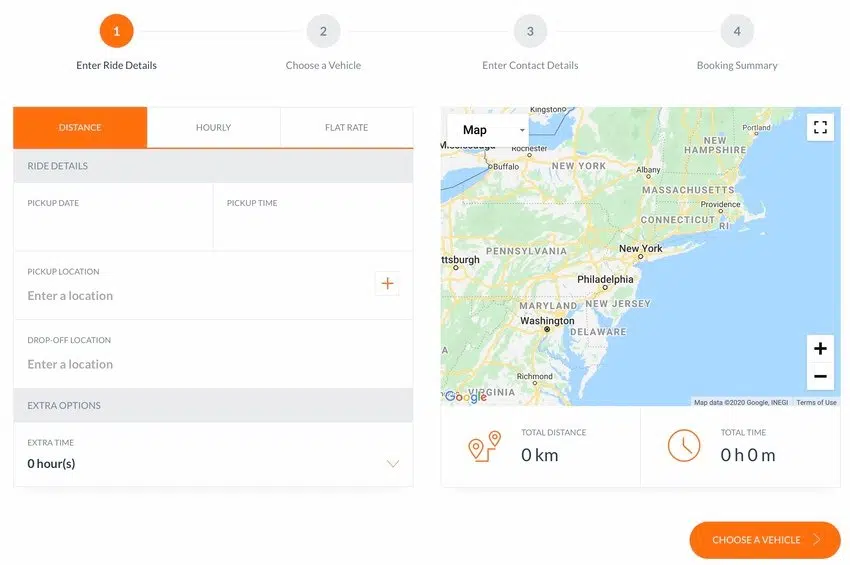 1
2
3
4
Enter Ride Details
Choose a Vehicle
Enter Contact Details
Booking Summary
DISTANCE
HOURLY
FLAT RATE
RIDE DETAILS
PICKUP DATE
PICKUP TIME
PICKUP LOCATION
Enter a location
+
DROP-OFF LOCATION
Enter a location
EXTRA OPTIONS
EXTRA TIME
0 hour(s)
Map
Kingston
Portland
Mississauga
Rochester
NEW
HAMPSHIRE
Buffalo
NEW YORK
Albany
MASSACHUSETTS
Providence
CONNECTICUT
RI
New York
PENNSYLVANIA
ttsburgh
Philadelphia
MARYLAND
NEW JERSEY
Washington
DELAWARE
+
−
A
Richmond
VIRGINIA
Google
Map data ©2020 Google, INEGI
Terms of Use
TOTAL DISTANCE
0 km
TOTAL TIME
0 h 0 m
CHOOSE A VEHICLE